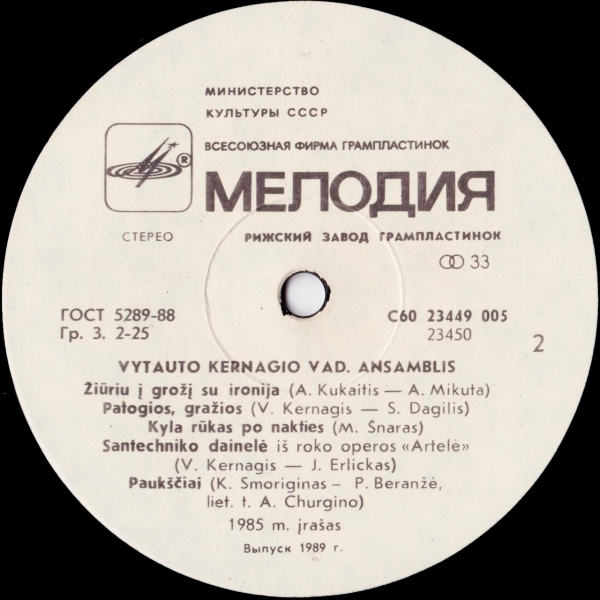 МИНИСТЕРСТВО
КУЛЬТУРЫ СССР
ВСЕСОЮЗНАЯ ФИРМА ГРАМПЛАСТИНОК
®
МЕЛОДИЯ
СТЕРЕО
РИЖСКИЙ ЗАВОД ГРАМПЛАСТИНОК
33
ГОСТ 5289-88
Гр. 3. 2-25
С60 23449 005
23450
2
VYTAUTO KERNAGIO VAD. ANSAMBLIS
Žiūriu į grožį su ironija (A. Kukaitis — A. Mikuta)
Patogios, gražios (V. Kernagis — S. Dagilis)
Kyla rūkas po nakties (M. Šnaras)
Santechniko dainelė iš roko operos «Artelė»
(V. Kernagis — J. Erlickas)
Paukščiai (K. Smoriginas – P. Beranžė,
liet. t. A. Churgino)
1985 m. įrašas
Выпуск 1989 г.